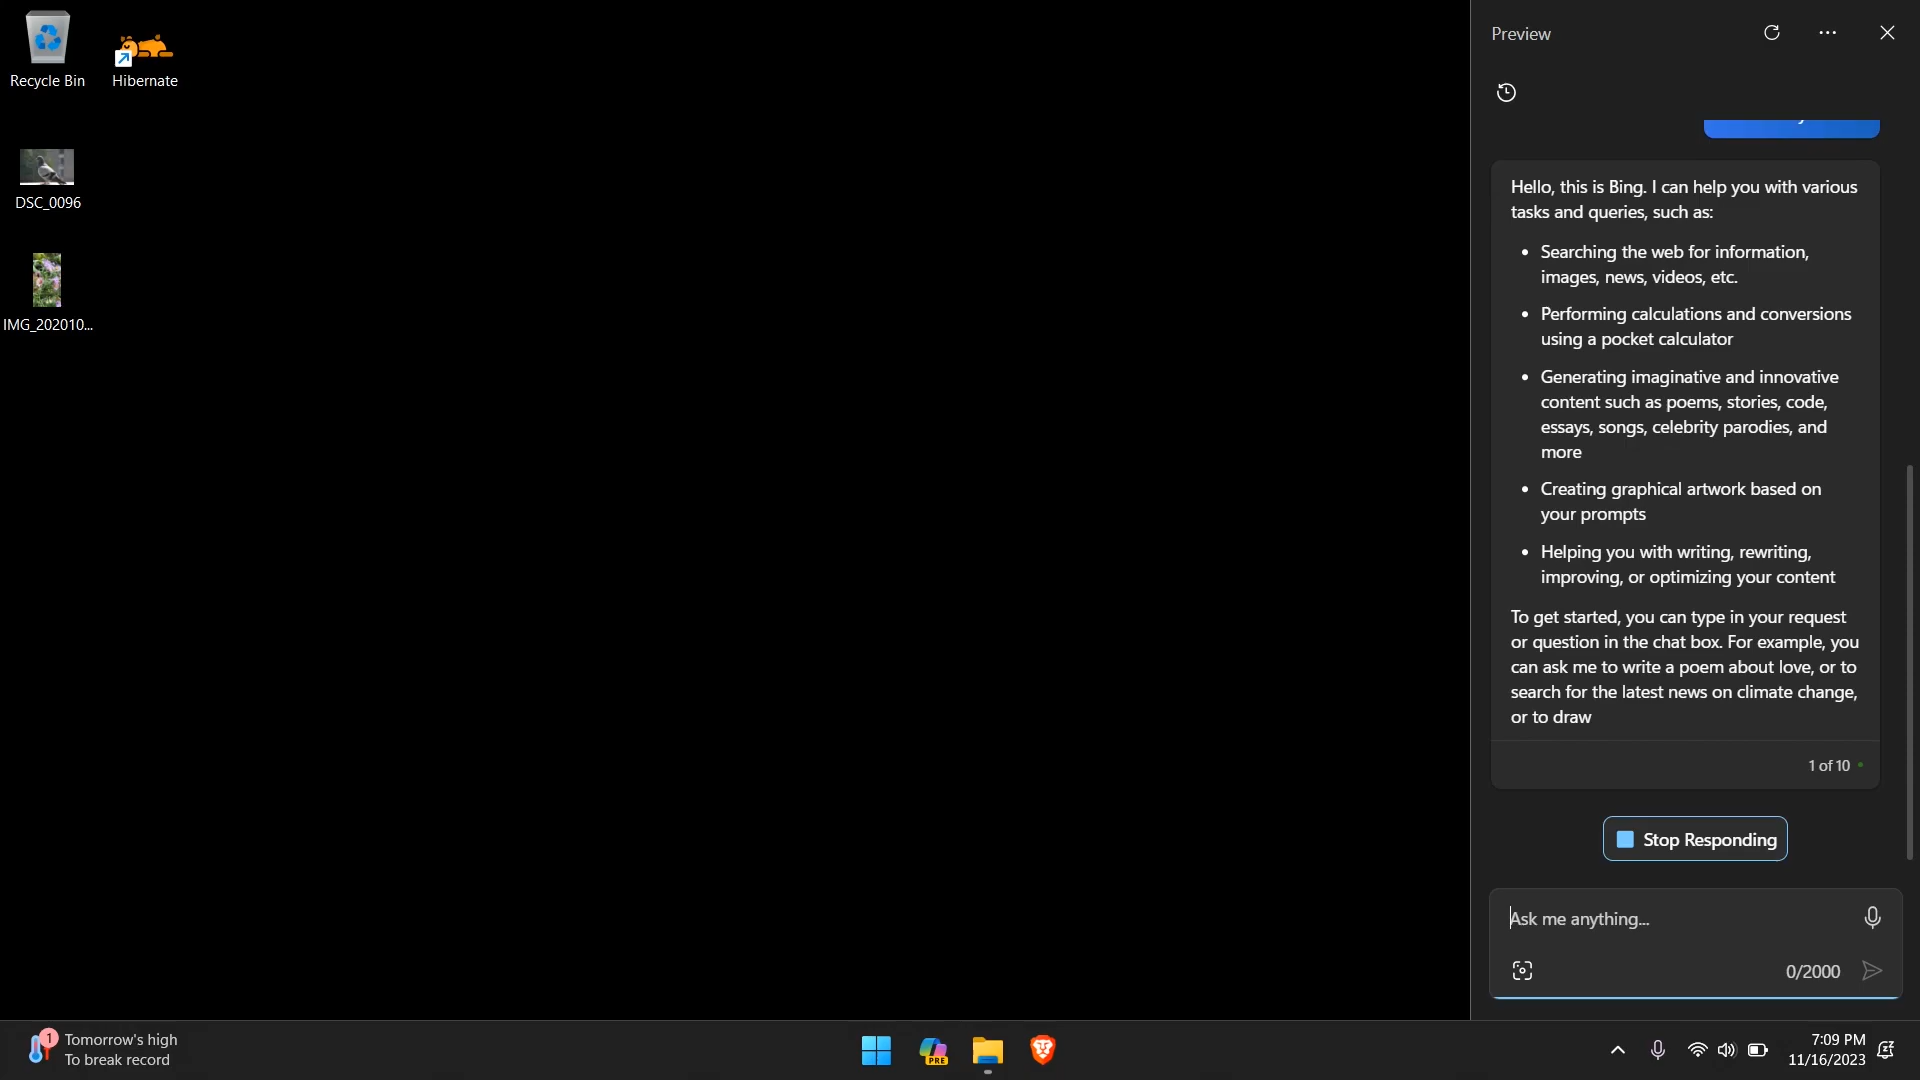 Recycle Bin
Hibernate
DSC_0096
IMG_202010...
Preview
Hello, this is Bing. I can help you with various
tasks and queries, such as:
• Searching the web for information,
images, news, videos, etc.
• Performing calculations and conversions
using a pocket calculator
• Generating imaginative and innovative
content such as poems, stories, code,
essays, songs, celebrity parodies, and
more
• Creating graphical artwork based on
your prompts
• Helping you with writing, rewriting,
improving, or optimizing your content
To get started, you can type in your request
or question in the chat box. For example, you
can ask me to write a poem about love, or to
search for the latest news on climate change,
or to draw
1 of 10
Stop Responding
Ask me anything...
0/2000
1
Tomorrow's high
To break record
PRE
7:09 PM
11/16/2023